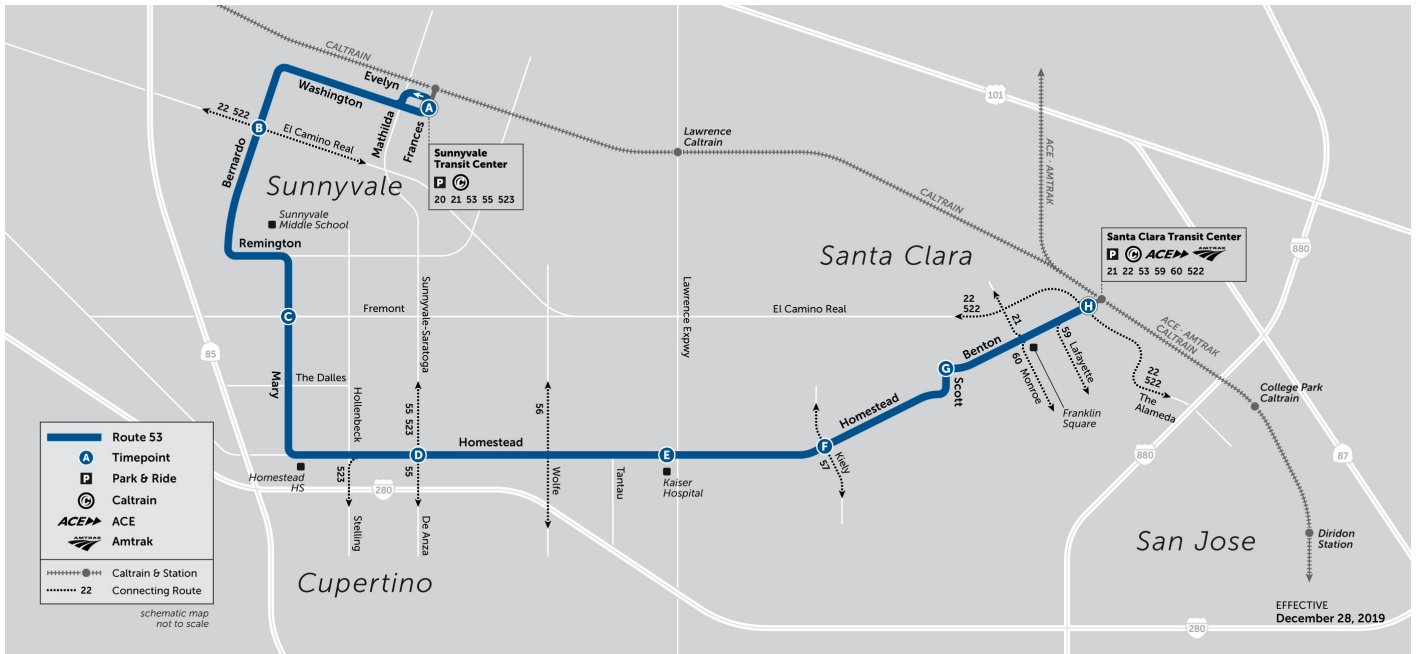 CALTRAIN
Evelyn
Washington
A
101
22 522
B
El Camino Real
Mathilda
Frances
Lawrence
Caltrain
ACE · AMTRAK
Sunnyvale
Transit Center
P C
20 21 53 55 523
Bernardo
Sunnyvale
CALTRAIN
Sunnyvale
Middle School
Remington
Santa Clara
Santa Clara Transit Center
P C ACE AMTRAK
21 22 53 59 60 522
880
Sunnyvale-Saratoga
Lawrence Expwy
C
Fremont
El Camino Real
22
522
H
21
59
ACE · AMTRAK
CALTRAIN
85
Benton
Lafayette
60
Monroe
G
Scott
22
522
The
Alameda
Franklin
Square
College Park
Caltrain
Mary
The Dalles
Hollenbeck
55 523
56
Homestead
Route 53
A
Timepoint
P
Park & Ride
C
Caltrain
ACE
ACE
AMTRAK
Amtrak
Caltrain & Station
22
Connecting Route
schematic map
not to scale
D
Homestead
E
F
Kiely
57
880
87
Homestead
HS
523
55
280
Wolfe
Tantau
Kaiser
Hospital
Stelling
De Anza
Cupertino
San Jose
Diridon
Station
EFFECTIVE
December 28, 2019
280